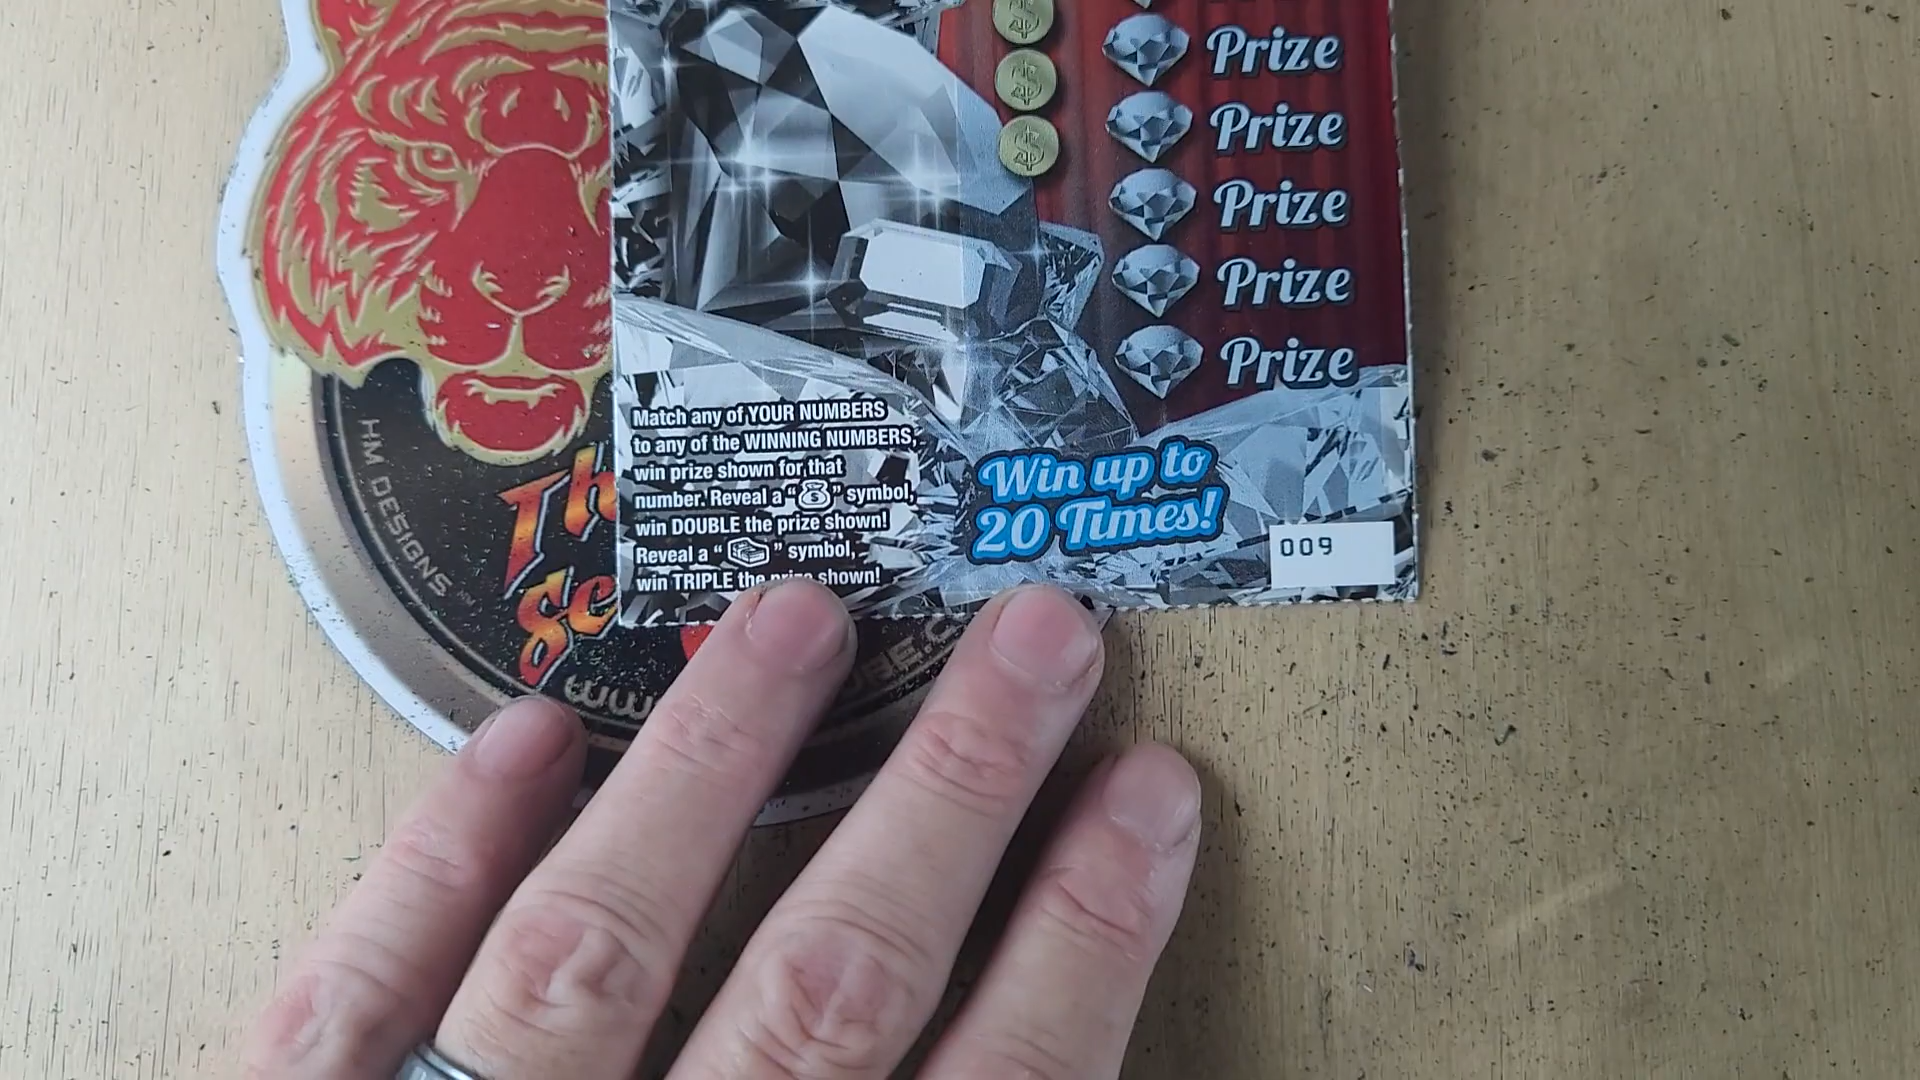 Prize
Prize
Prize
Prize
Prize
Match any of YOUR NUMBERS
to any of the WINNING NUMBERS,
win prize shown for that
number. Reveal a " $ " symbol,
win DOUBLE the prize shown!
Reveal a " " symbol,
win TRIPLE the prize shown!
Win up to
20 Times!
009
HM DESIGNS
www